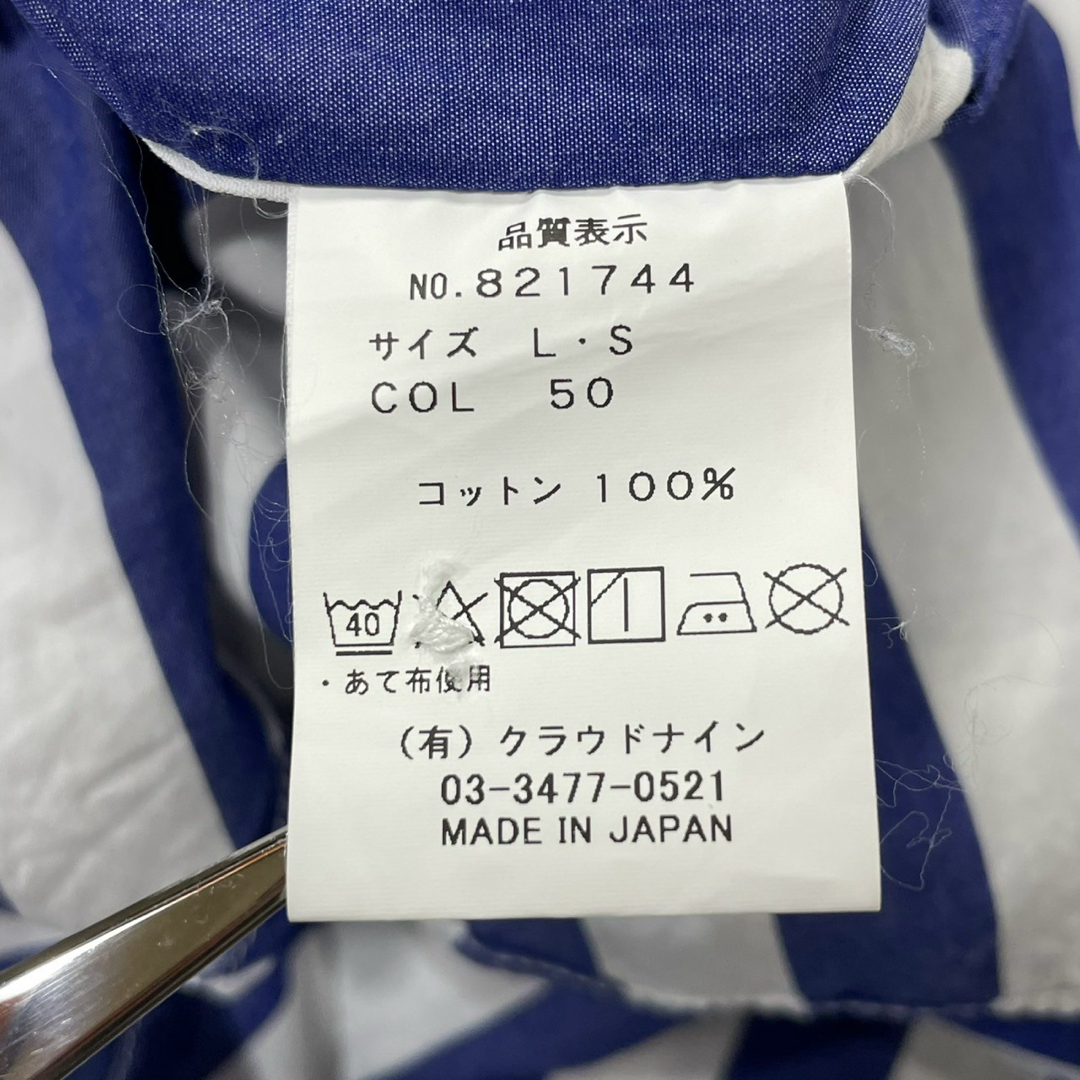 品質表示
NO.821744
サイズ L・S
COL 50
コットン 100%
40
・あて布使用
(有)クラウドナイン
03-3477-0521
MADE IN JAPAN